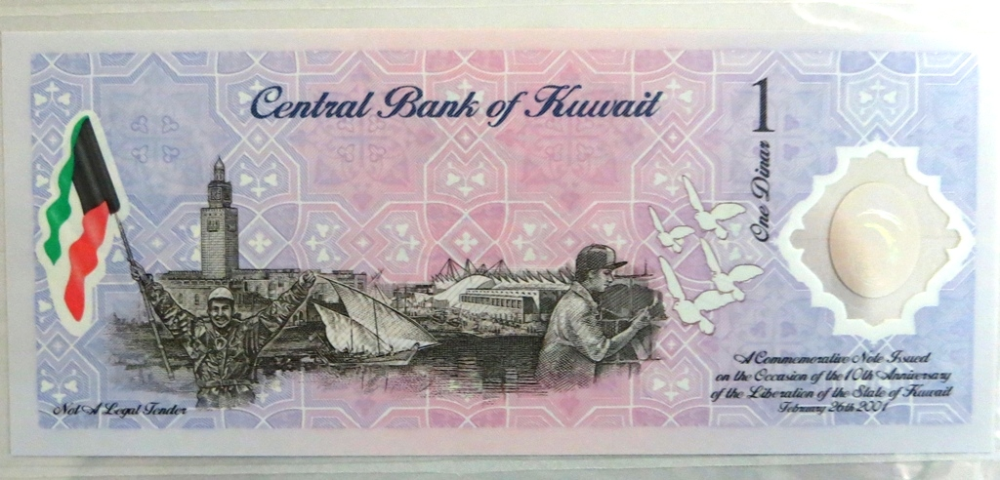 Central Bank of Kuwait
1
One Dinar
Not A Legal Tender
A Commemorative Note Issued
on the Occasion of the 10th Anniversary
of the Liberation of the State of Kuwait
February 26th 2001